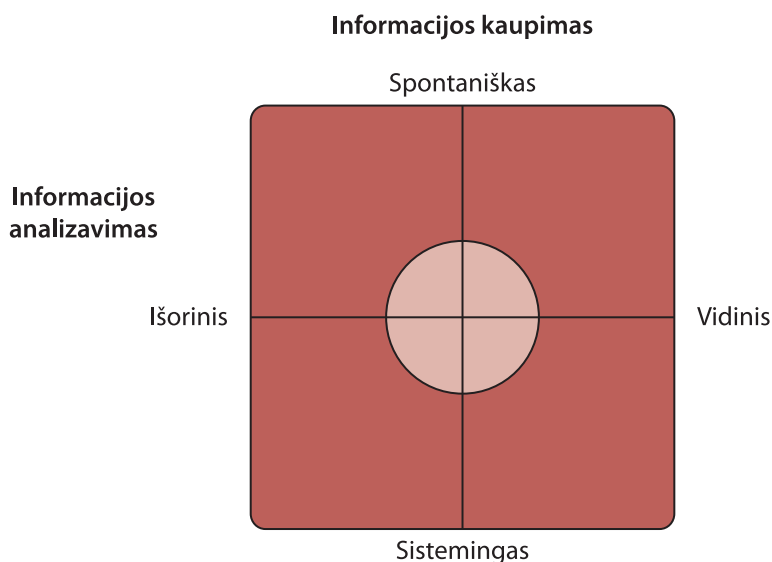 Informacijos kaupimas
Spontaniškas
Informacijos
analizavimas
Išorinis
Vidinis
Sistemingas